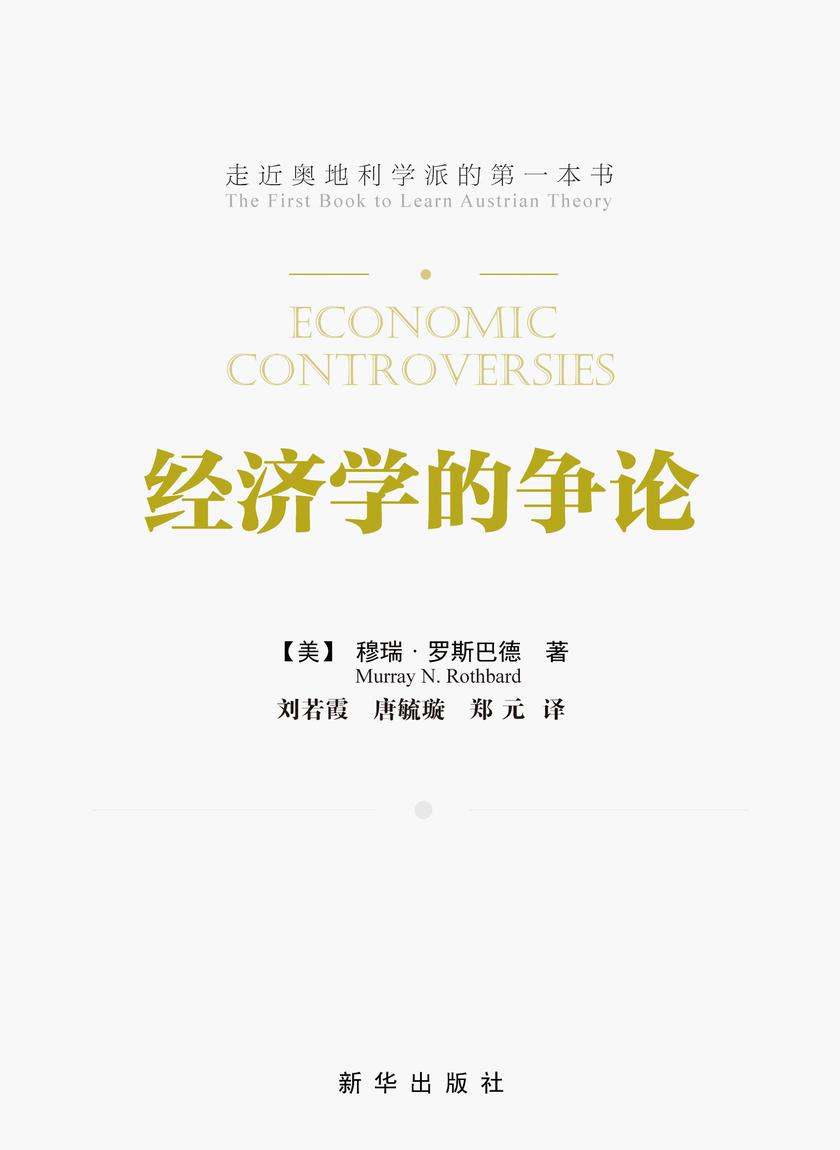 走近奥地利学派的第一本书
The First Book to Learn Austrian Theory
ECONOMIC
CONTROVERSIES
经济学的争论
【美】 穆瑞·罗斯巴德 著
Murray N. Rothbard
刘若霞 唐毓璇 郑元 译
新华出版社